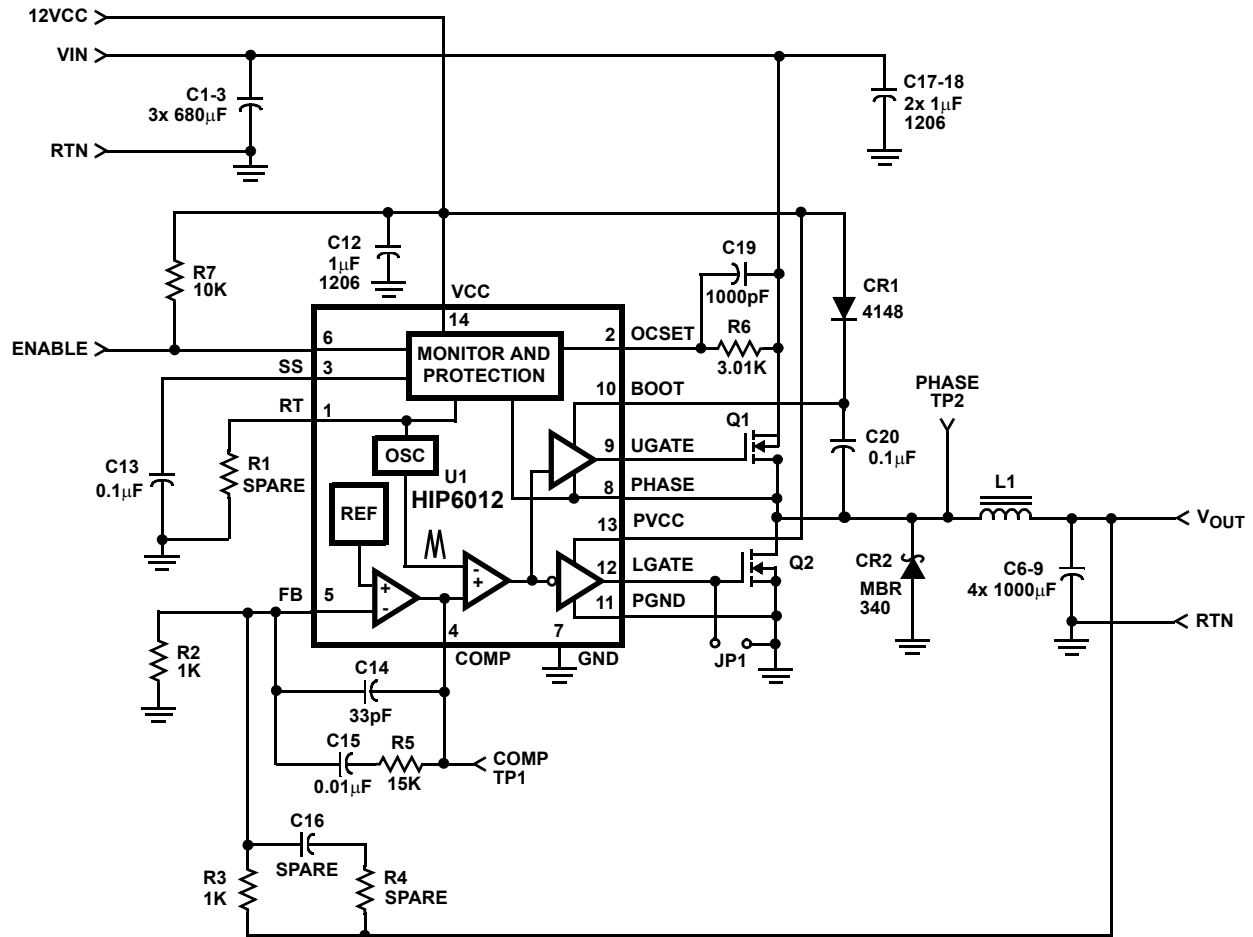 12VCC
VIN
C1-3
3x 680µF
RTN
C17-18
2x 1µF
1206
R7
10K
C12
1µF
1206
VCC
14
C19
1000pF
CR1
4148
ENABLE
6
MONITOR AND
PROTECTION
2
OCSET
R6
3.01K
SS
3
10
BOOT
PHASE
TP2
RT
1
OSC
Q1
9
UGATE
C20
0.1µF
C13
0.1µF
R1
SPARE
U1
HIP6012
8
PHASE
L1
REF
13
PVCC
VOUT
+
-
-
+
12
LGATE
Q2
CR2
MBR
340
C6-9
4x 1000µF
FB
5
11
PGND
RTN
4
COMP
7
GND
JP1
R2
1K
C14
33pF
C15
0.01µF
R5
15K
COMP
TP1
C16
SPARE
R3
1K
R4
SPARE